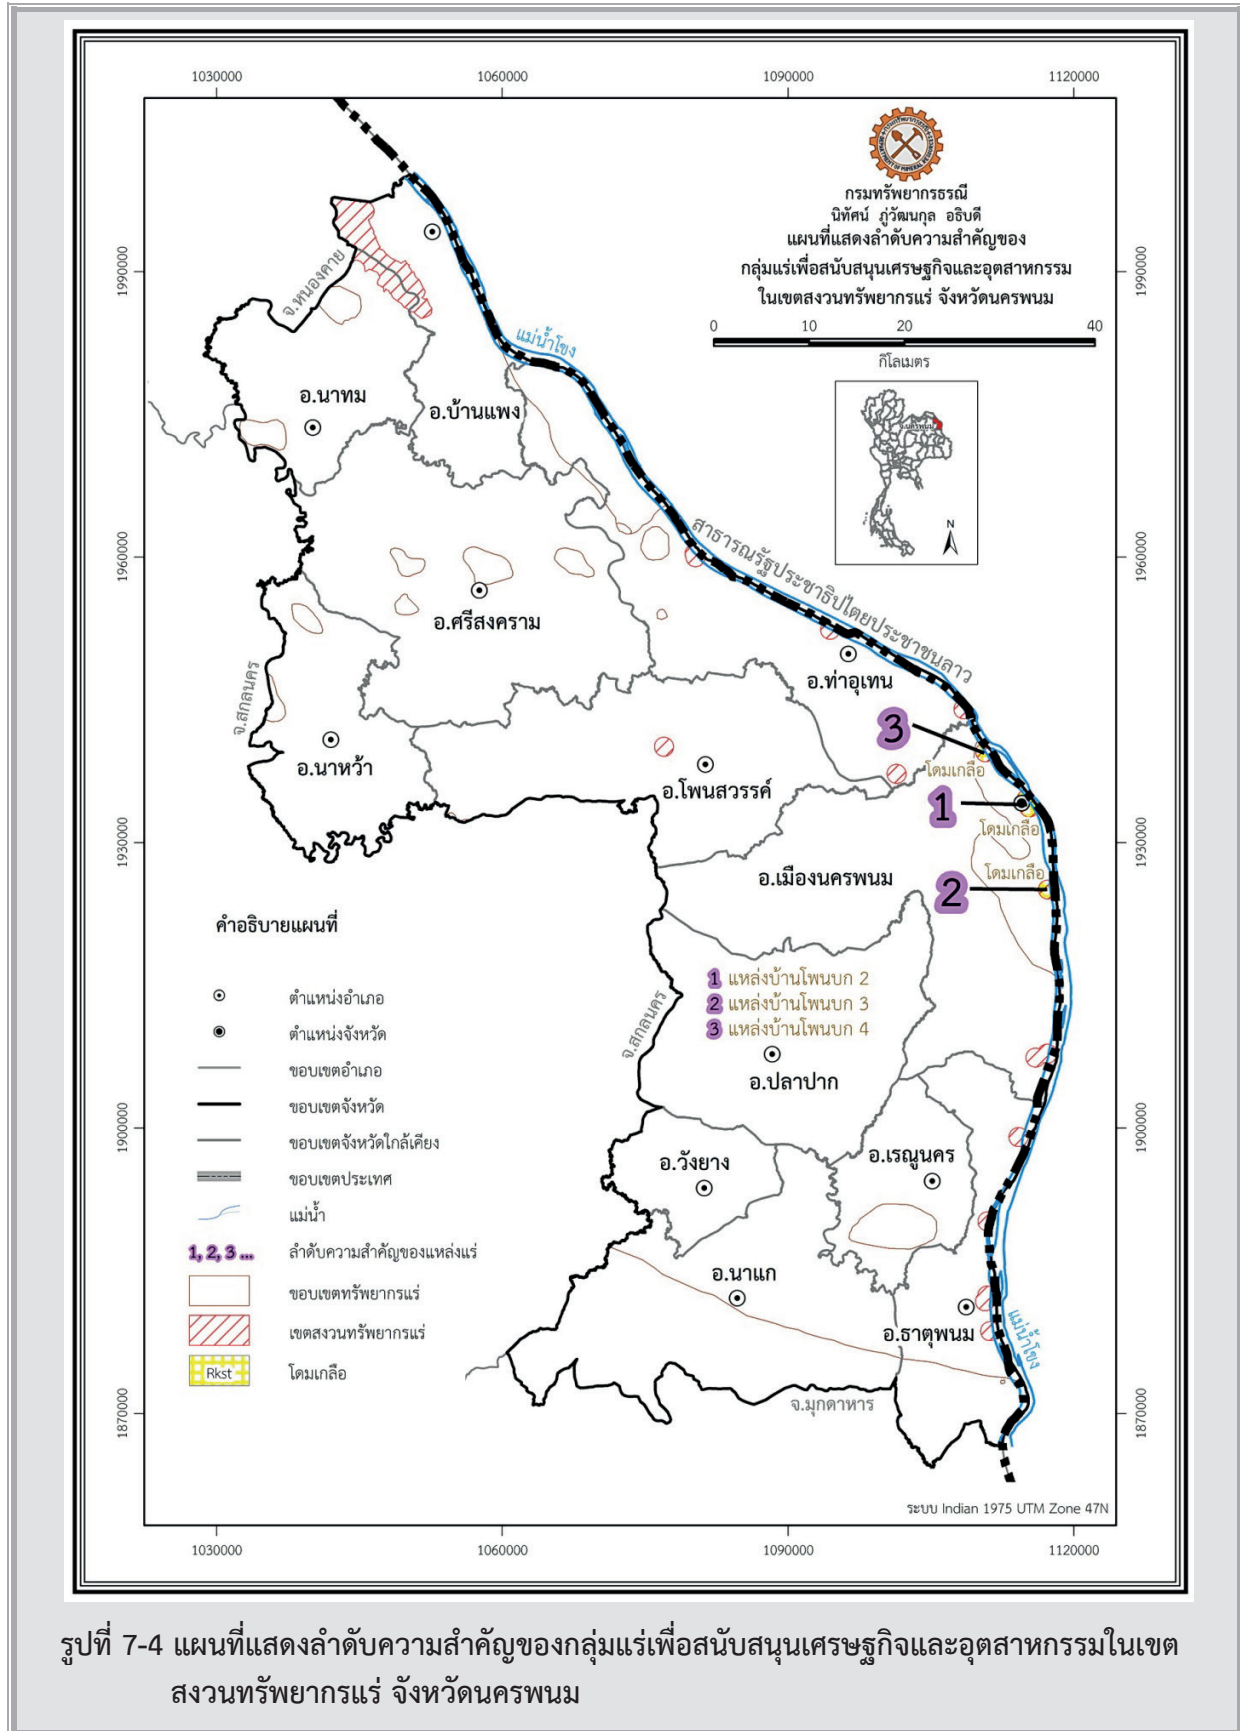 1030000
1060000
1090000
1120000
กรมทรัพยากรธรณี
นิทัศน์ ภู่วัฒนกุล อธิบดี
แผนที่แสดงลำดับความสำคัญของ
กลุ่มแร่เพื่อสนับสนุนเศรษฐกิจและอุตสาหกรรม
ในเขตสงวนทรัพยากรแร่ จังหวัดนครพนม
0 10 20 40
กิโลเมตร
จ.นครพนม
N
1990000
1990000
จ.หนองคาย
แม่น้ำโขง
อ.นาทม
อ.บ้านแพง
สาธารณรัฐประชาธิปไตยประชาชนลาว
1960000
1960000
อ.ศรีสงคราม
อ.ท่าอุเทน
จ.สกลนคร
3
อ.นาหว้า
โดมเกลือ
อ.โพนสวรรค์
1
โดมเกลือ
1930000
1930000
โดมเกลือ
อ.เมืองนครพนม
2
คำอธิบายแผนที่
1 แหล่งบ้านโพนบก 2
2 แหล่งบ้านโพนบก 3
3 แหล่งบ้านโพนบก 4
จ.สกลนคร
อ.ปลาปาก
ตำแหน่งอำเภอ
ตำแหน่งจังหวัด
ขอบเขตอำเภอ
ขอบเขตจังหวัด
ขอบเขตจังหวัดใกล้เคียง
ขอบเขตประเทศ
แม่น้ำ
1, 2, 3 ... ลำดับความสำคัญของแหล่งแร่
ขอบเขตทรัพยากรแร่
เขตสงวนทรัพยากรแร่
Rkst โดมเกลือ
1900000
1900000
อ.วังยาง
อ.เรณูนคร
อ.นาแก
อ.ธาตุพนม
แม่น้ำโขง
จ.มุกดาหาร
1870000
1870000
ระบบ Indian 1975 UTM Zone 47N
1030000
1060000
1090000
1120000
รูปที่ 7-4 แผนที่แสดงลำดับความสำคัญของกลุ่มแร่เพื่อสนับสนุนเศรษฐกิจและอุตสาหกรรมในเขต
สงวนทรัพยากรแร่ จังหวัดนครพนม